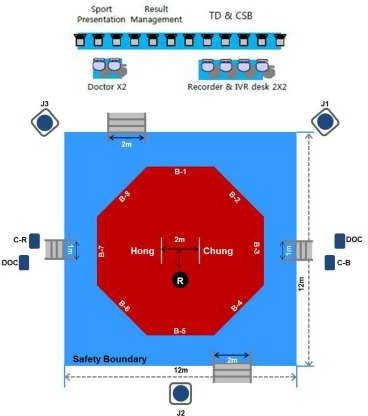 Sport Presentation
Result Management
TD & CSB
Doctor X2
Recorder & IVR desk 2X2
J3
J1
2m
B-1
B-8
B-2
C-R
DOC
1m
B-7
Hong
2m
Chung
B-3
1m
DOC
C-B
R
12m
B-6
B-4
B-5
Safety Boundary
2m
12m
J2